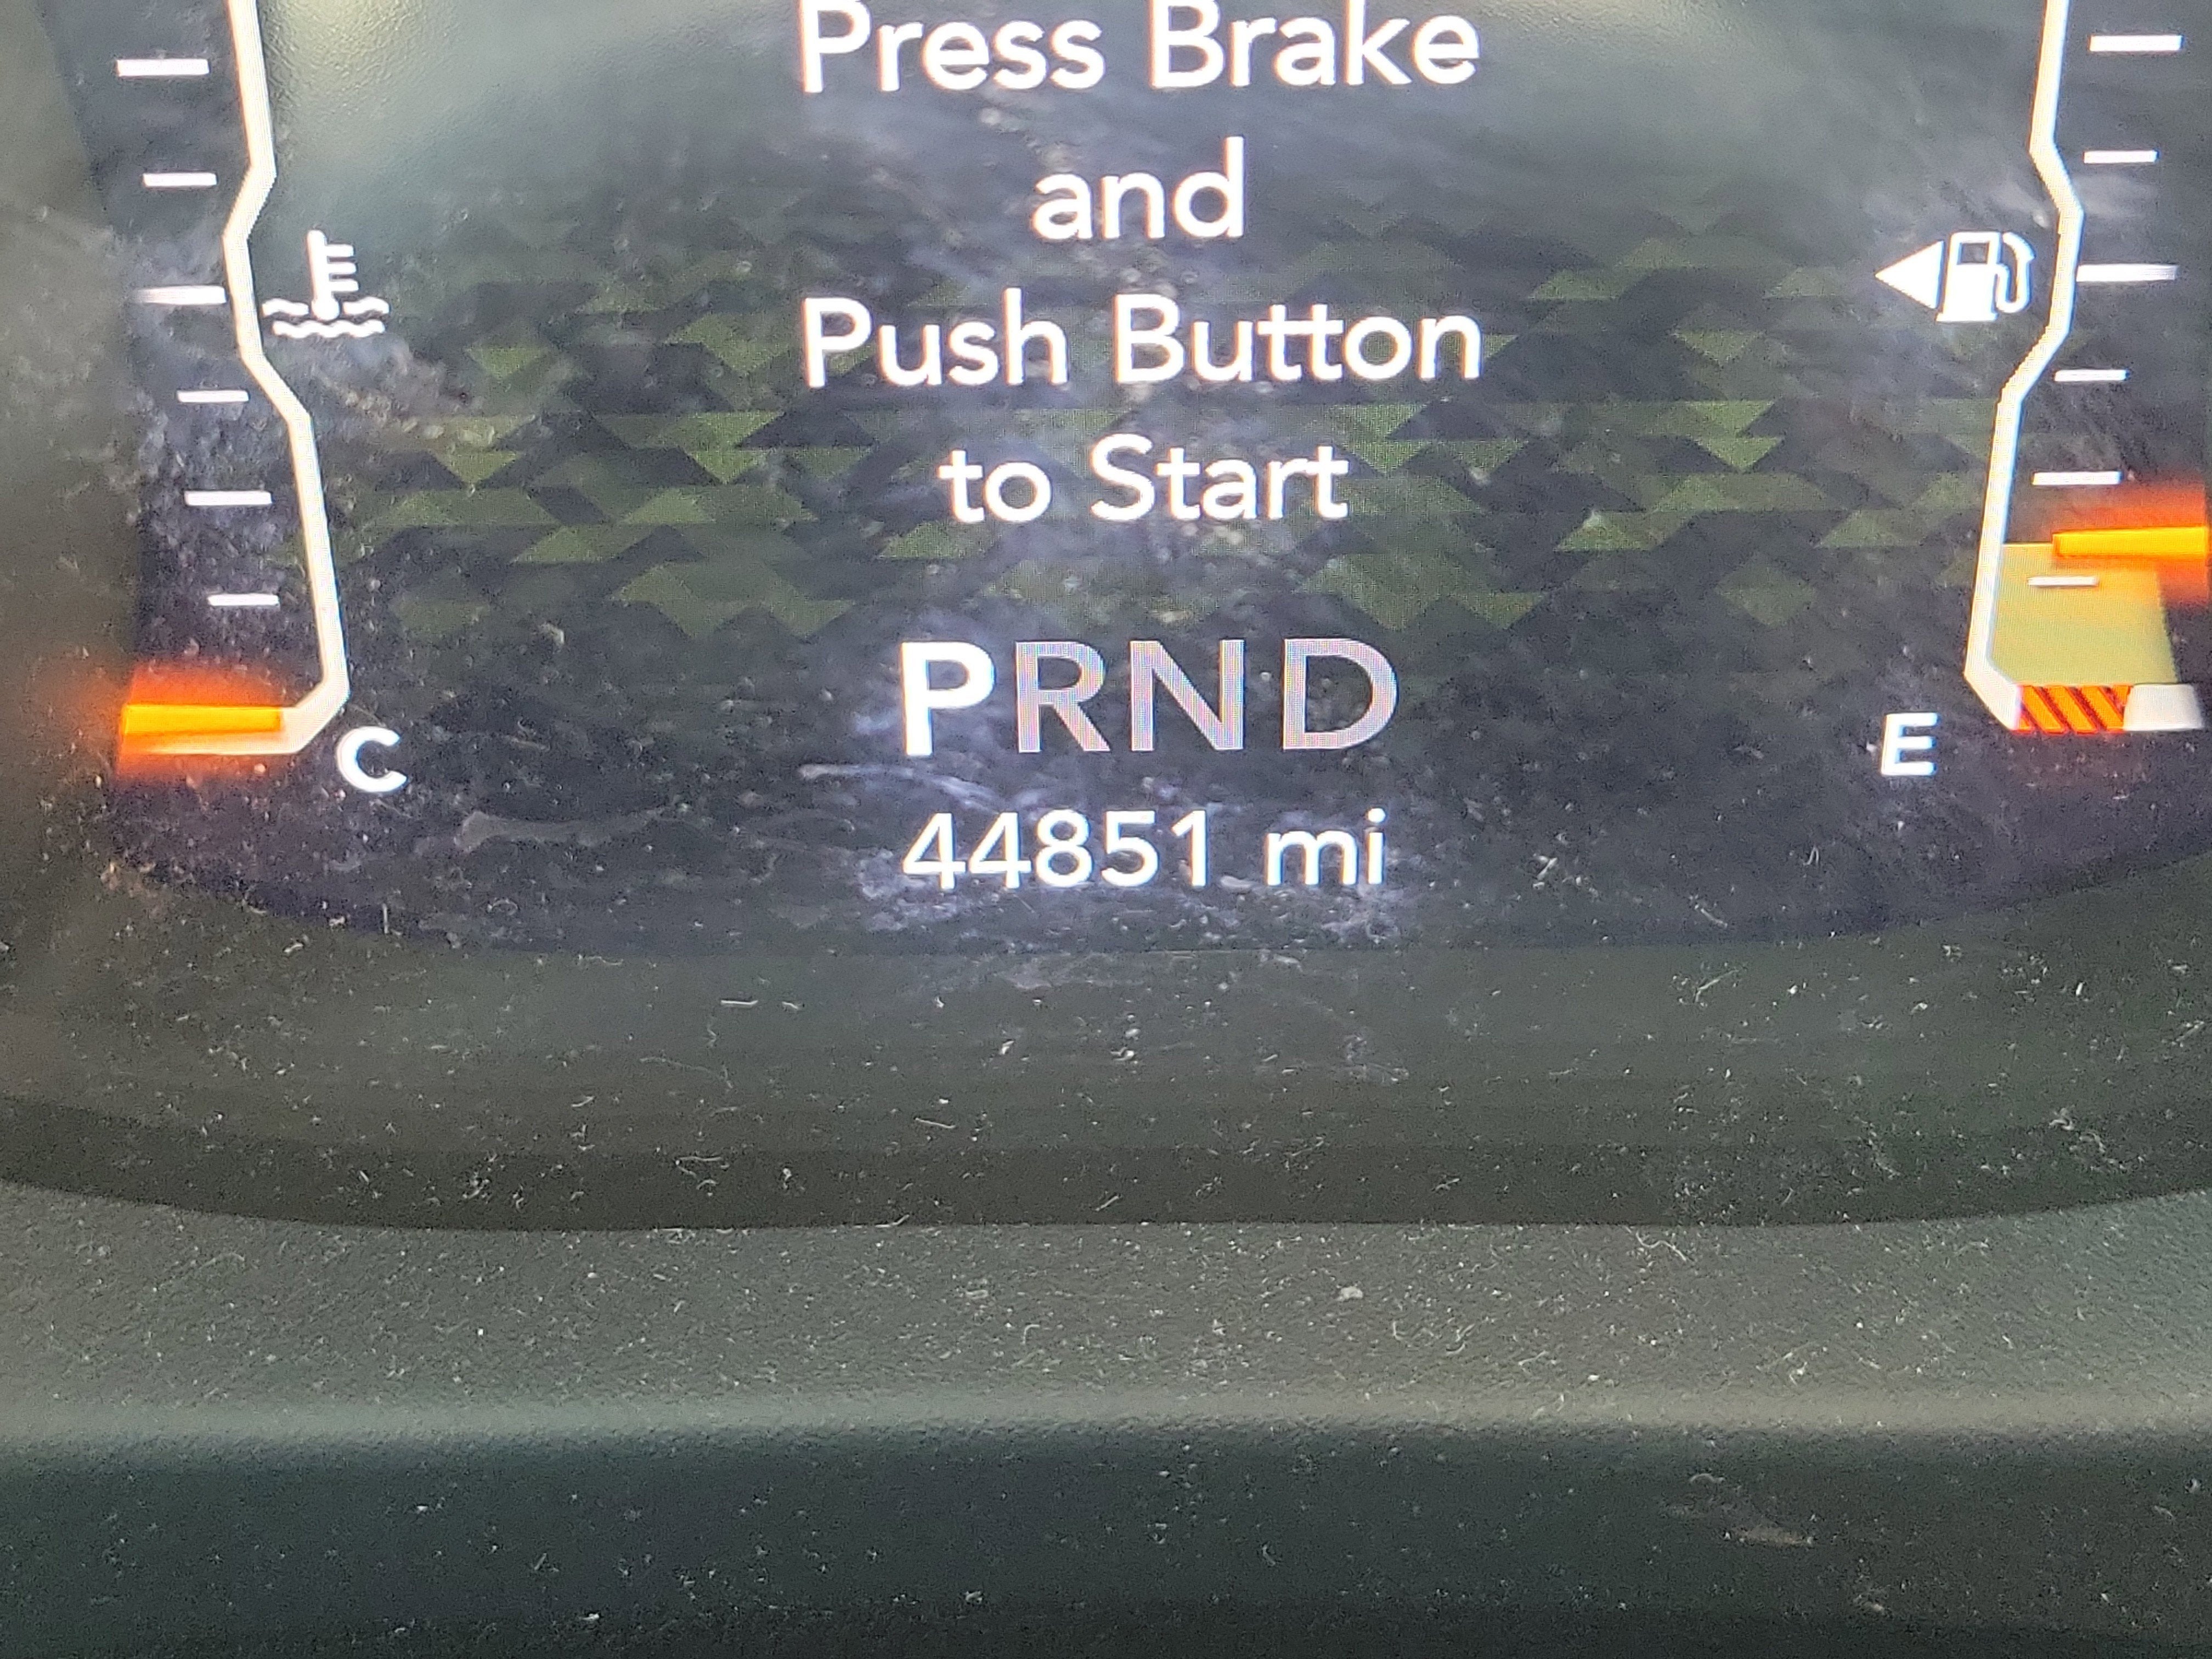 Press Brake
and
Push Button
to Start
PRND
C
E
44851 mi